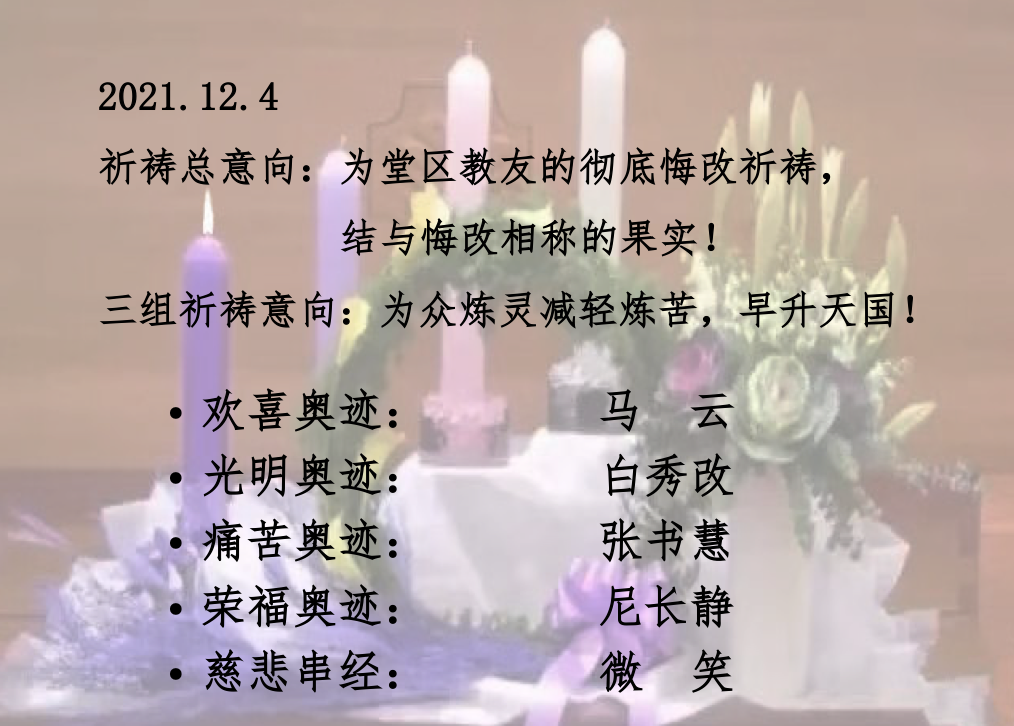 2021.12.4
祈祷总意向：为堂区教友的彻底悔改祈祷，
结与悔改相称的果实！
三组祈祷意向：为众炼灵减轻炼苦，早升天国！
• 欢喜奥迹： 马 云
• 光明奥迹： 白秀改
• 痛苦奥迹： 张书慧
• 荣福奥迹： 尼长静
• 慈悲串经： 微 笑